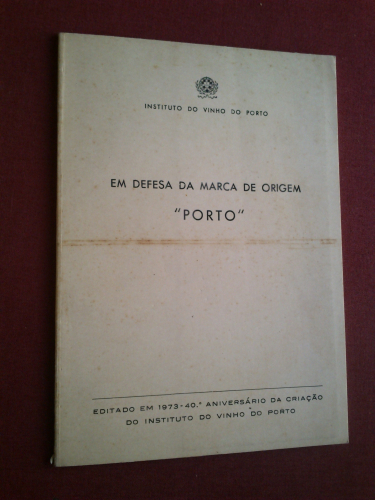 INSTITUTO DO VINHO DO PORTO
EM DEFESA DA MARCA DE ORIGEM
"PORTO"
EDITADO EM 1973-40.º ANIVERSÁRIO DA CRIAÇÃO
DO INSTITUTO DO VINHO DO PORTO